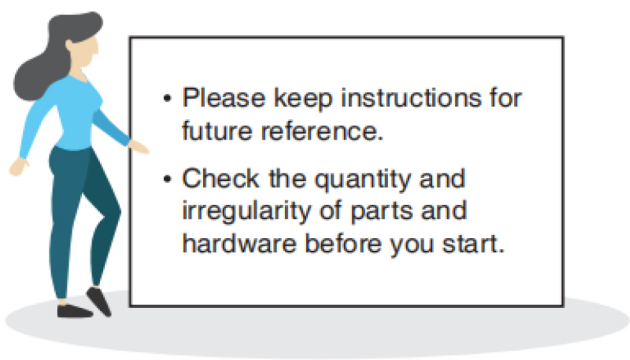 • Please keep instructions for
future reference.
• Check the quantity and
irregularity of parts and
hardware before you start.